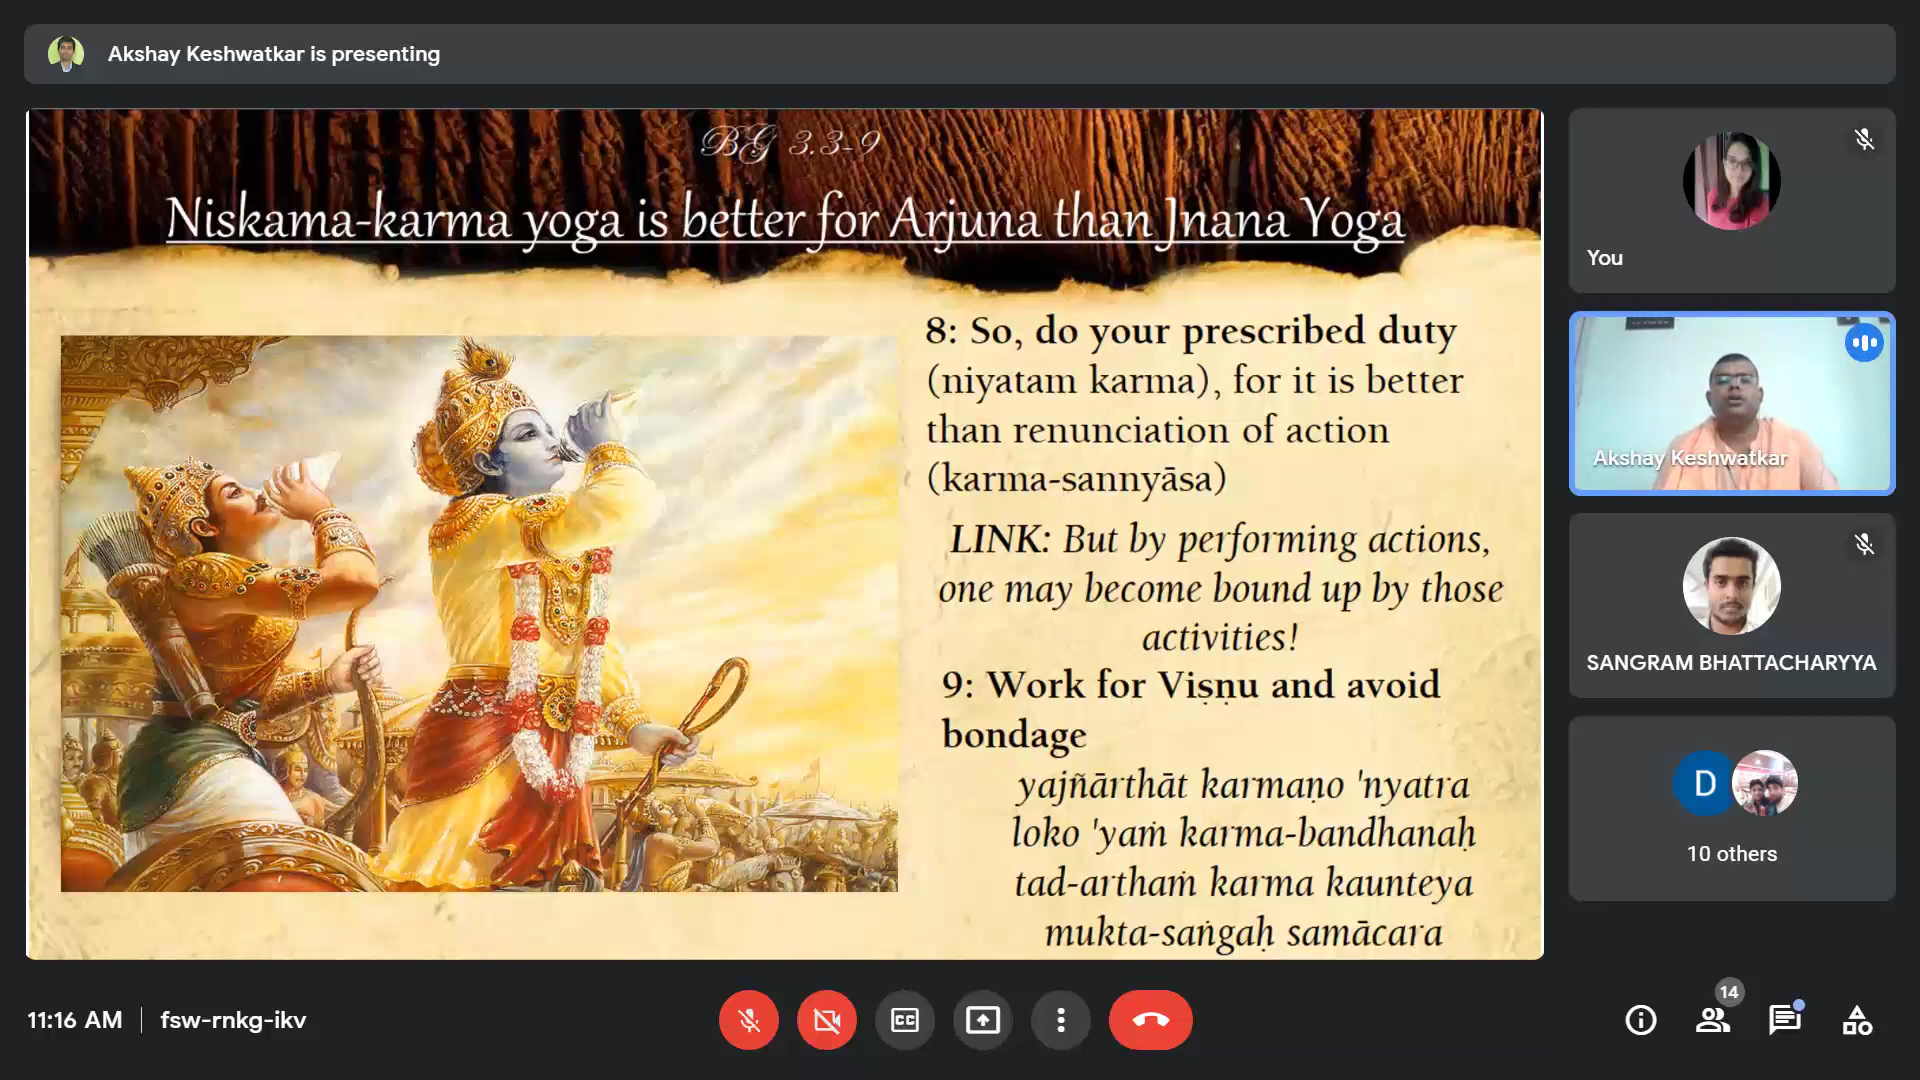 Akshay Keshwatkar is presenting
BG 3.3-9
Niskama-karma yoga is better for Arjuna than Jnana Yoga
8: So, do your prescribed duty
(niyatam karma), for it is better
than renunciation of action
(karma-sannyāsa)
LINK: But by performing actions,
one may become bound up by those
activities!
9: Work for Viṣṇu and avoid
bondage
yajñārthāt karmaṇo 'nyatra
loko 'yaṁ karma-bandhanaḥ
tad-arthaṁ karma kaunteya
mukta-saṅgaḥ samācara
You
Akshay Keshwatkar
SANGRAM BHATTACHARYYA
D
10 others
11:16 AM
fsw-rnkg-ikv
CC
14